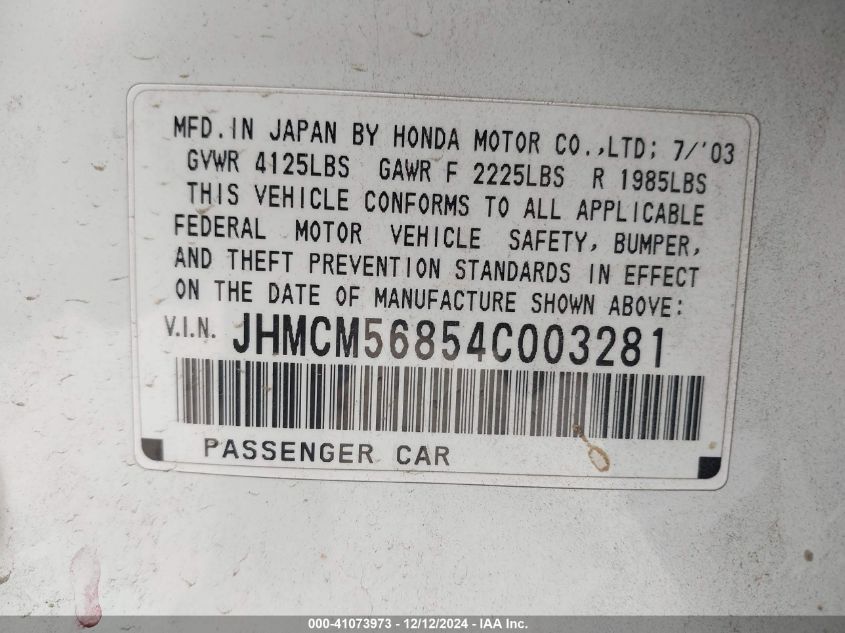 MFD. IN JAPAN BY HONDA MOTOR CO.,LTD; 7/'03
GVWR 4125LBS GAWR F 2225LBS R 1985LBS
THIS VEHICLE CONFORMS TO ALL APPLICABLE
FEDERAL MOTOR VEHICLE SAFETY, BUMPER,
AND THEFT PREVENTION STANDARDS IN EFFECT
ON THE DATE OF MANUFACTURE SHOWN ABOVE:
V.I.N. JHMCM56854C003281
PASSENGER CAR
000-41073973 - 12/12/2024 - IAA Inc.